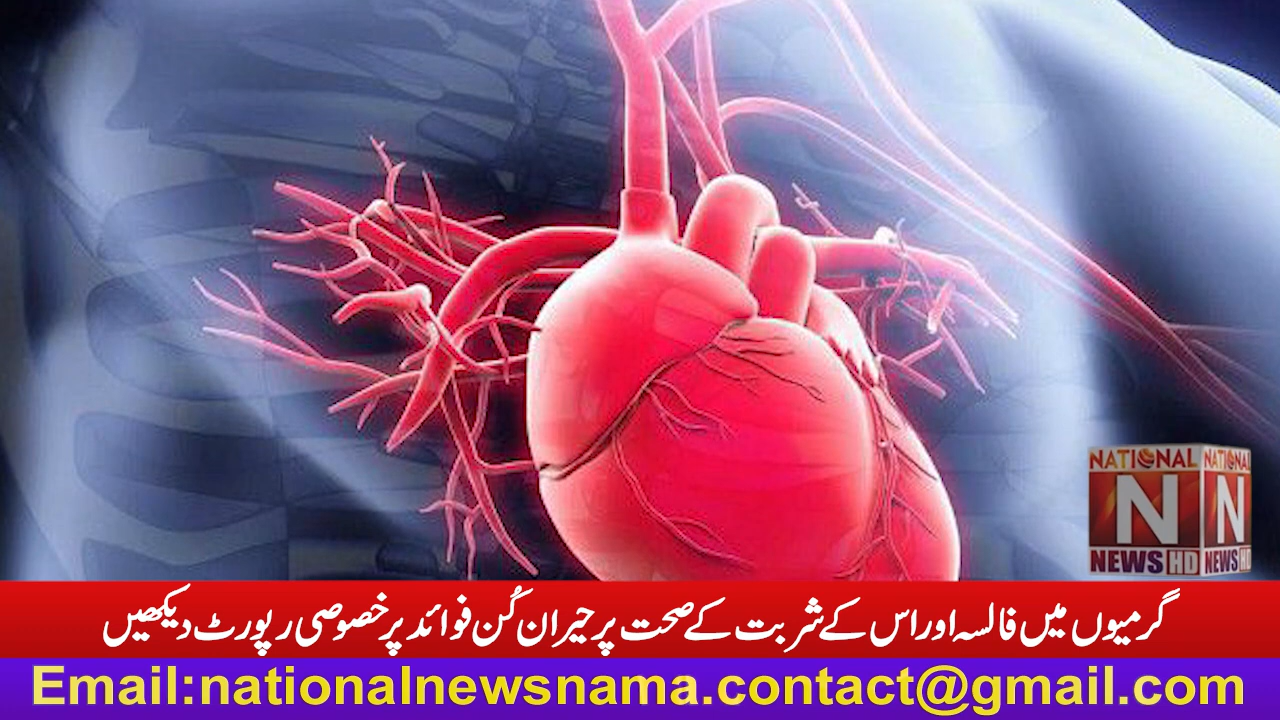 NATIONAL NATIONAL
N N
NEWS HD NEWS HD
گرمیوں میں فالسہ اور اس کے شربت کے صحت پر حیران کُن فوائد پر خصوصی رپورٹ دیکھیں
Email:nationalnewsnama.contact@gmail.com